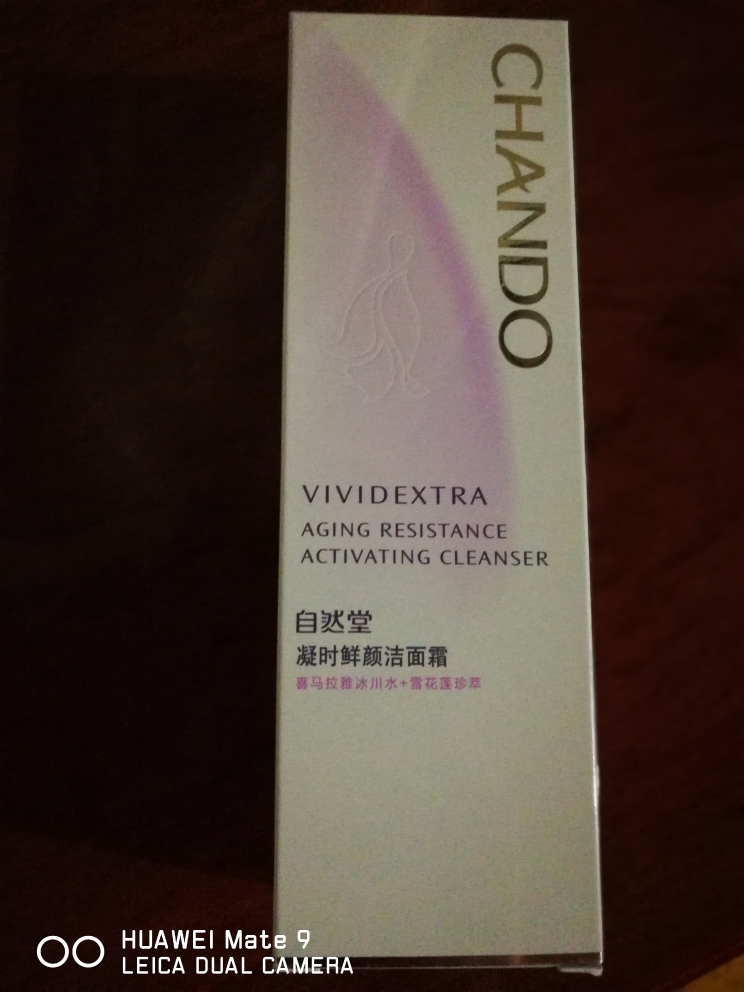 CHANDO
VIVIDEXTRA
AGING RESISTANCE
ACTIVATING CLEANSER
自然堂
凝时鲜颜洁面霜
喜马拉雅冰川水+雪花莲珍萃
HUAWEI Mate 9
LEICA DUAL CAMERA